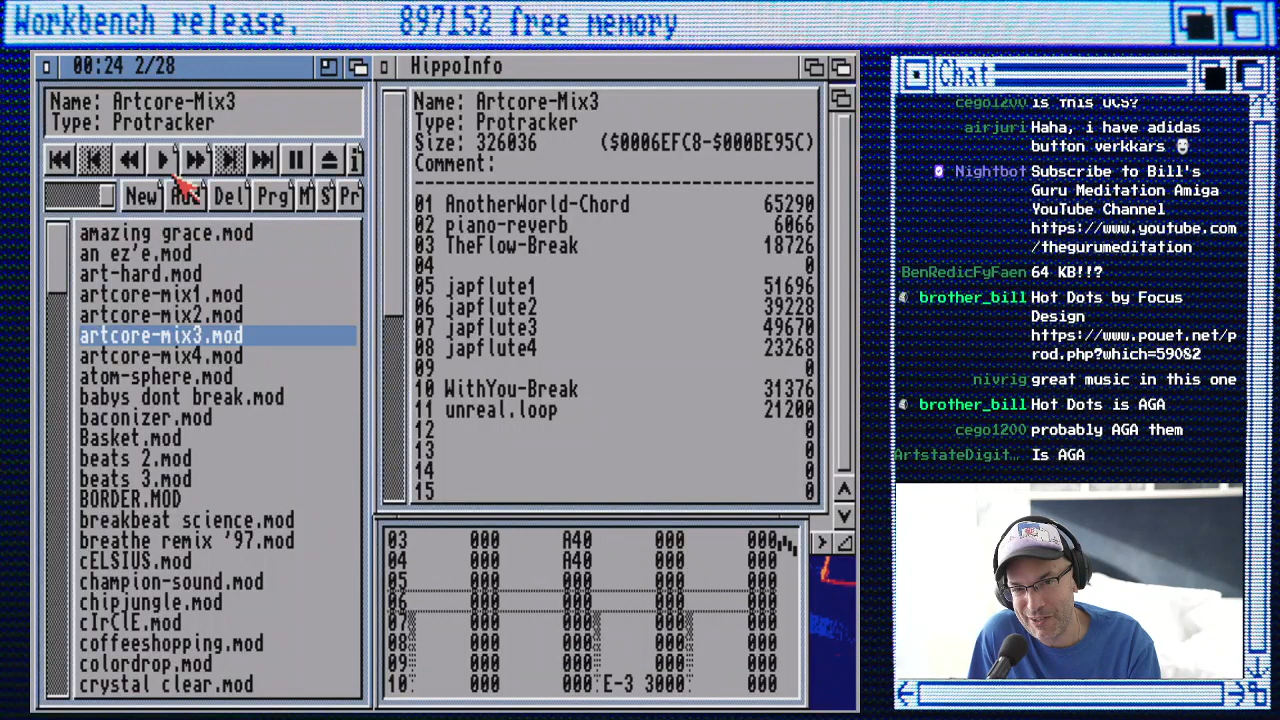 Workbench release.    897152 free memory
00:24 2/28
Name: Artcore-Mix3
Type: Protracker
New Del Prg M S Pr
amazing grace.mod
an ez'e.mod
art-hard.mod
artcore-mix1.mod
artcore-mix2.mod
artcore-mix3.mod
artcore-mix4.mod
atom-sphere.mod
babys dont break.mod
baconizer.mod
Basket.mod
beats 2.mod
beats 3.mod
BORDER.MOD
breakbeat science.mod
breathe remix '97.mod
cELSIUS.mod
champion-sound.mod
chipjungle.mod
cIrClE.mod
coffeeshopping.mod
colordrop.mod
crystal clear.mod
HippoInfo
Name: Artcore-Mix3
Type: Protracker
Size: 326036    ($0006EFC8-$000BE95C)
Comment:
01 AnotherWorld-Chord 65290
02 piano-reverb 6066
03 TheFlow-Break 18726
04 0
05 japflute1 51696
06 japflute2 39228
07 japflute3 49670
08 japflute4 23268
09 0
10 WithYou-Break 31376
11 unreal.loop 21200
12 0
13 0
14 0
15 0
03 000 A40 000 000
04 000 A40 000 000
05 000 000 000 000
06 000 000 000 000
07 000 000 000 000
08 000 000 000 000
09 000 000 000 000
10 000 000 E-3 3000 000
Chat
cego1200 is this OCS?
airjuri Haha, i have adidas
button verkkars
Nightbot Subscribe to Bill's
Guru Meditation Amiga
YouTube Channel
https://www.youtube.com
/thegurumeditation
BenRedicFyFaen 64 KB!!?
brother_bill Hot Dots by Focus
Design
https://www.pouet.net/p
rod.php?which=59082
nivrig great music in this one
brother_bill Hot Dots is AGA
cego1200 probably AGA them
ArtstateDigit… Is AGA